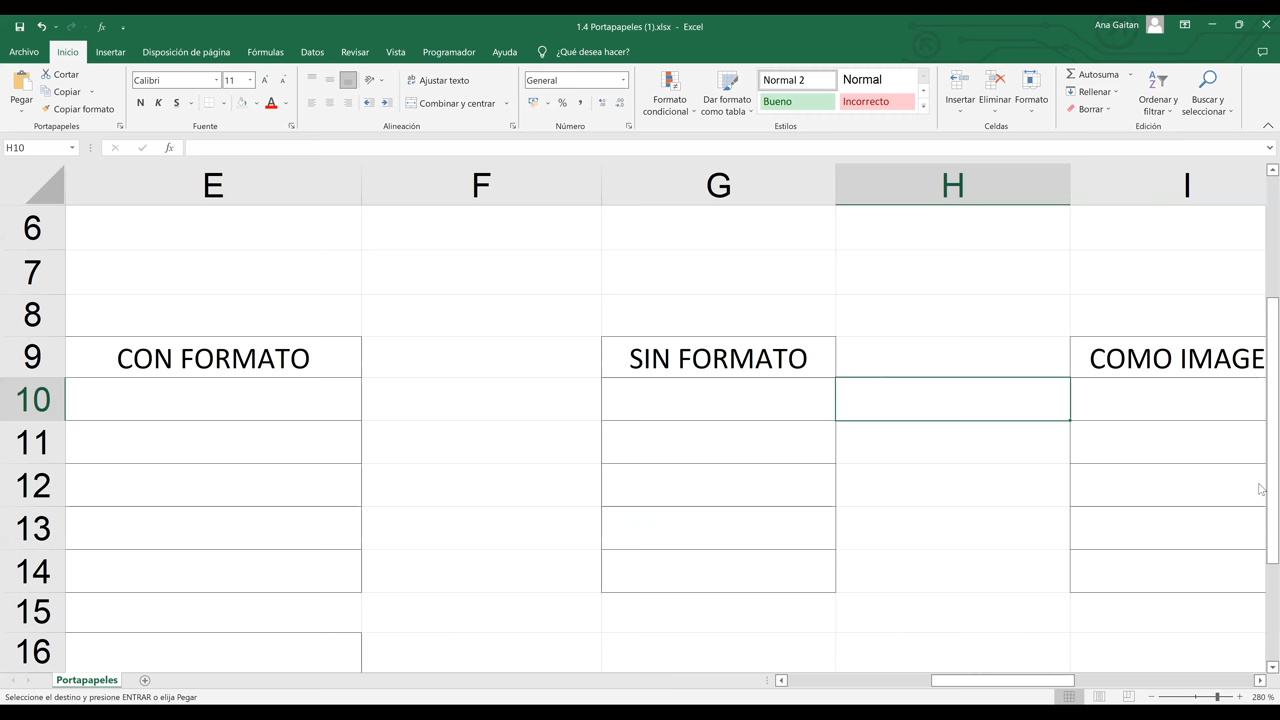 1.4 Portapapeles (1).xlsx - Excel
Ana Gaitan
Archivo Inicio Insertar Disposición de página Fórmulas Datos Revisar Vista Programador Ayuda ¿Qué desea hacer?
Pegar
Cortar
Copiar
Copiar formato
Portapapeles
Calibri 11
N K S
Fuente
Ajustar texto
Combinar y centrar
Alineación
General
%
Número
Formato condicional
Dar formato como tabla
Normal 2 Normal
Bueno Incorrecto
Estilos
Insertar Eliminar Formato
Celdas
Autosuma
Rellenar
Borrar
Ordenar y filtrar
Buscar y seleccionar
Edición
H10 fx
E F G H I
6
7
8
9 CON FORMATO SIN FORMATO COMO IMAGE
10
11
12
13
14
15
16
Portapapeles
Seleccione el destino y presione ENTRAR o elija Pegar
280 %